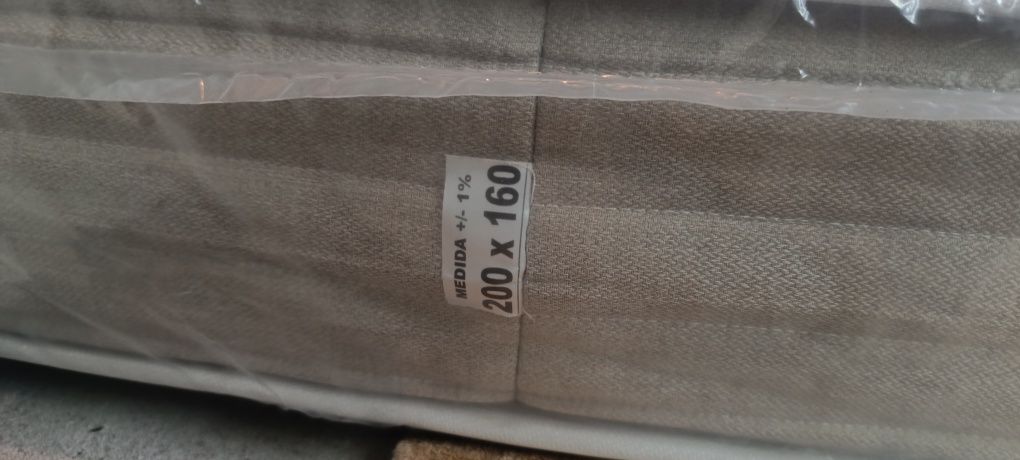 MEDIDA +/- 1%
200 x 160